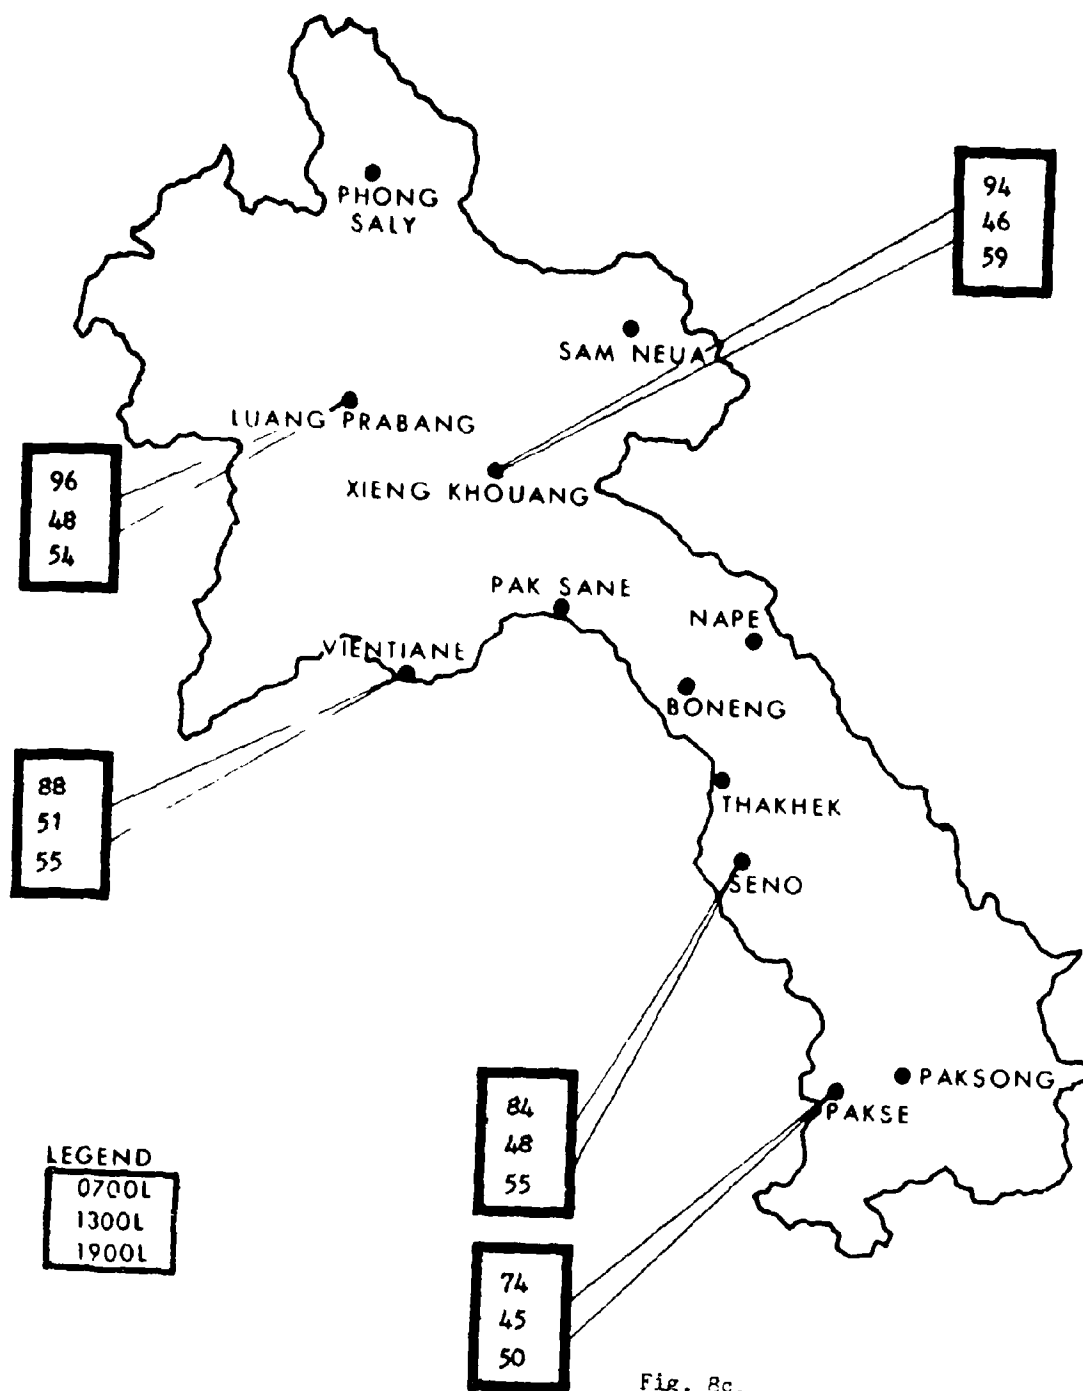 PHONG
SALY
94
46
59
SAM NEUA
LUANG PRABANG
96
48
54
XIENG KHOUANG
PAK SANE
NAPE
VIENTIANE
BONENG
88
51
55
THAKHEK
SENO
84
48
55
PAKSONG
PAKSE
LEGEND
0700L
1300L
1900L
74
45
50
Fig. 8c.